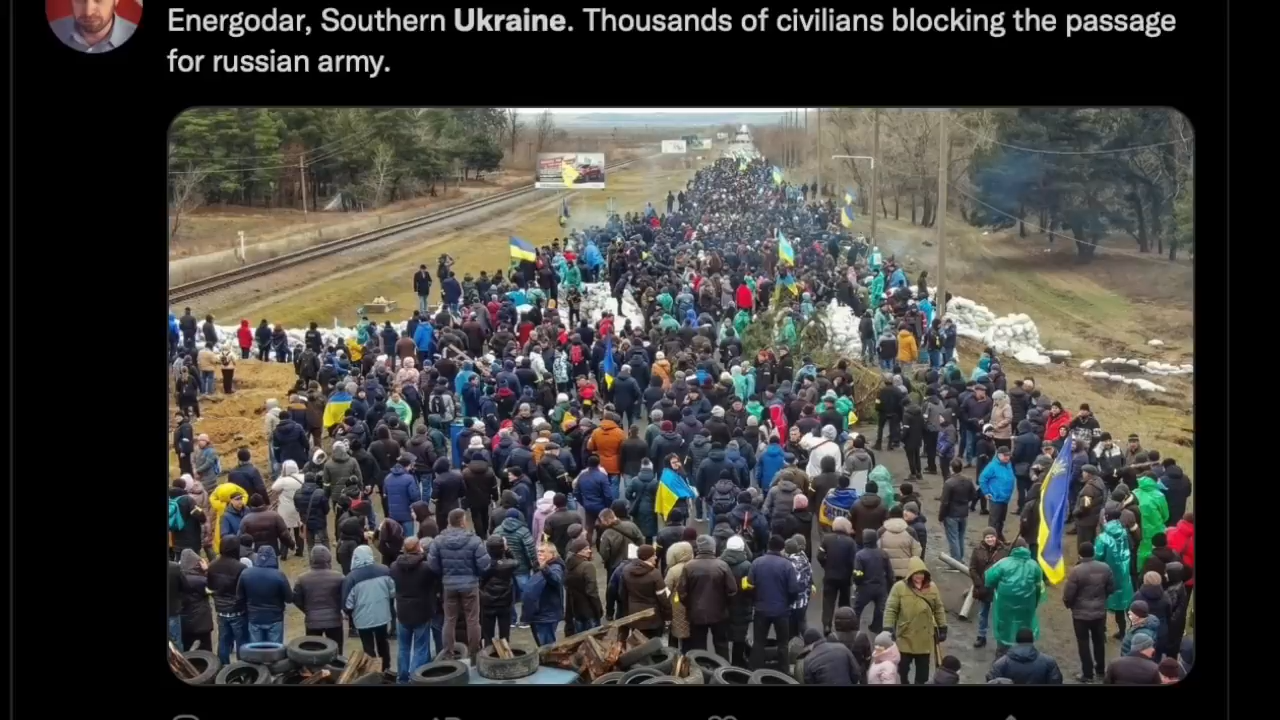 Energodar, Southern Ukraine. Thousands of civilians blocking the passage
for russian army.